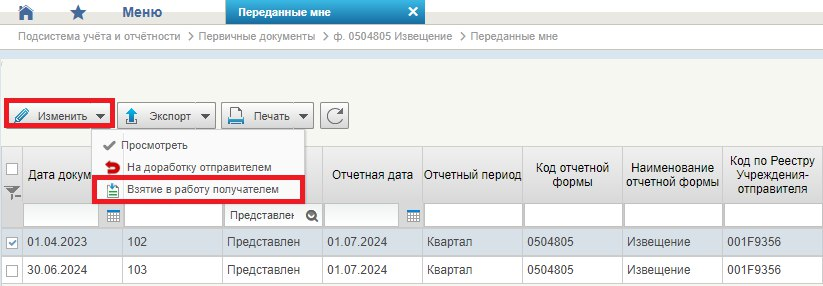 Меню Переданные мне
Подсистема учёта и отчётности > Первичные документы > ф. 0504805 Извещение > Переданные мне
Изменить Экспорт Печать
Просмотреть
На доработку отправителем
Взятие в работу получателем
Дата докум Отчетная дата Отчетный период Код отчетной формы Наименование отчетной формы Код по Реестру Учреждения-отправителя
Представлен
01.04.2023 102 Представлен 01.07.2024 Квартал 0504805 Извещение 001F9356
30.06.2024 103 Представлен 01.07.2024 Квартал 0504805 Извещение 001F9356